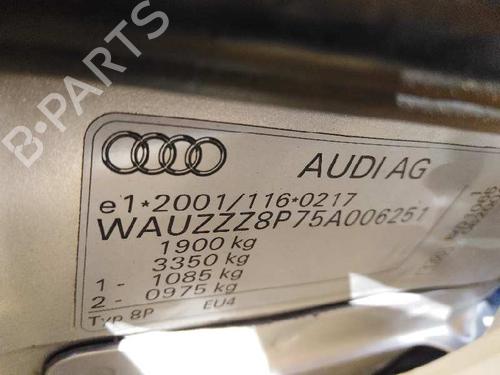 B-PARTS
AUDI AG
e1*2001/116*0217
WAUZZZ8P75A006251
1900 kg
3350 kg
1 - 1085 kg
2 - 0975 kg
Typ 8P EU4